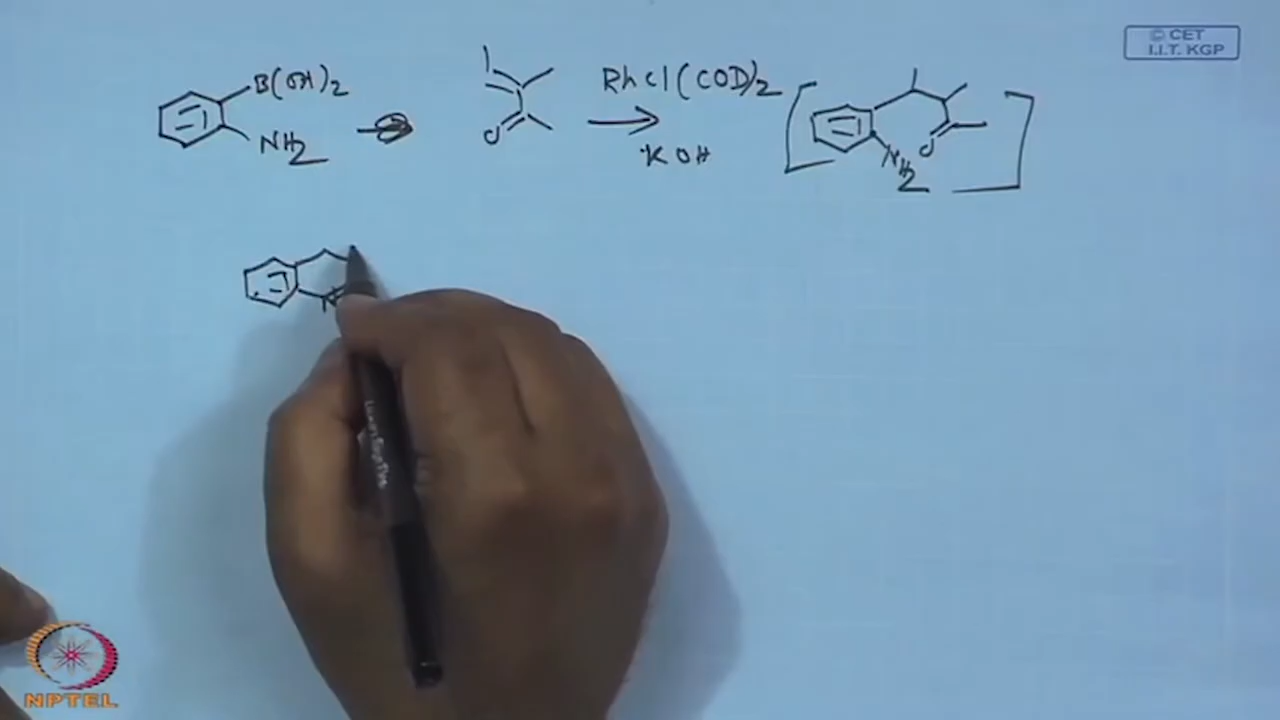 © CET
I.I.T. KGP
B(OH)2
NH2
O
RhCl(COD)2
KOH
O
NH2
N
NPTEL